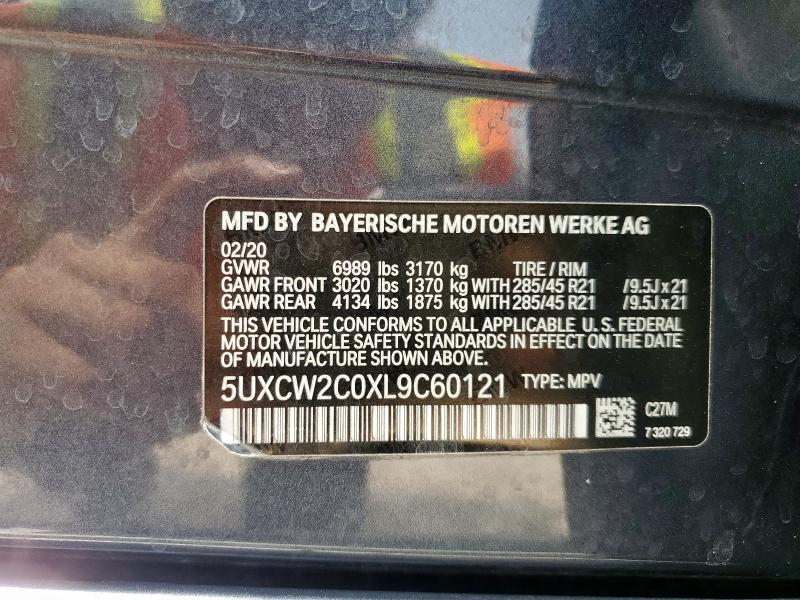 MFD BY BAYERISCHE MOTOREN WERKE AG
02/20
GVWR 6989 lbs 3170 kg TIRE / RIM
GAWR FRONT 3020 lbs 1370 kg WITH 285/45 R21 /9.5J x 21
GAWR REAR 4134 lbs 1875 kg WITH 285/45 R21 /9.5J x 21
THIS VEHICLE CONFORMS TO ALL APPLICABLE U.S. FEDERAL
MOTOR VEHICLE SAFETY STANDARDS IN EFFECT ON THE DATE
OF MANUFACTURE SHOWN ABOVE.
5UXCW2C0XL9C60121 TYPE: MPV
C27M
7 320 729